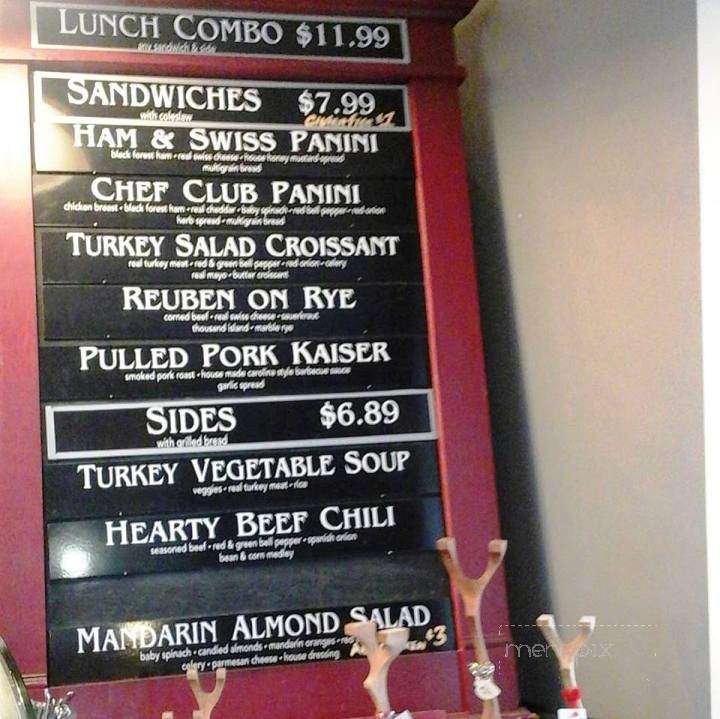 LUNCH COMBO $11.99
any sandwich & side
SANDWICHES $7.99
with coleslaw
HAM & SWISS PANINI
black forest ham • real swiss cheese • house honey mustard spread
multigrain bread
CHEF CLUB PANINI
chicken breast • black forest ham • real cheddar • baby spinach • red bell pepper • red onion
herb spread • multigrain bread
TURKEY SALAD CROISSANT
real turkey meat • red & green bell pepper • red onion • celery
real mayo • butter croissant
REUBEN ON RYE
corned beef • real swiss cheese • sauerkraut
thousand island • marble rye
PULLED PORK KAISER
smoked pork roast • house made carolina style barbecue sauce
garlic spread
SIDES $6.89
with grilled bread
TURKEY VEGETABLE SOUP
veggies • real turkey meat • rice
HEARTY BEEF CHILI
seasoned beef • red & green bell pepper • spanish onion
bean & corn medley
MANDARIN ALMOND SALAD
baby spinach • candied almonds • mandarin oranges • red
celery • parmesan cheese • house dressing
$3